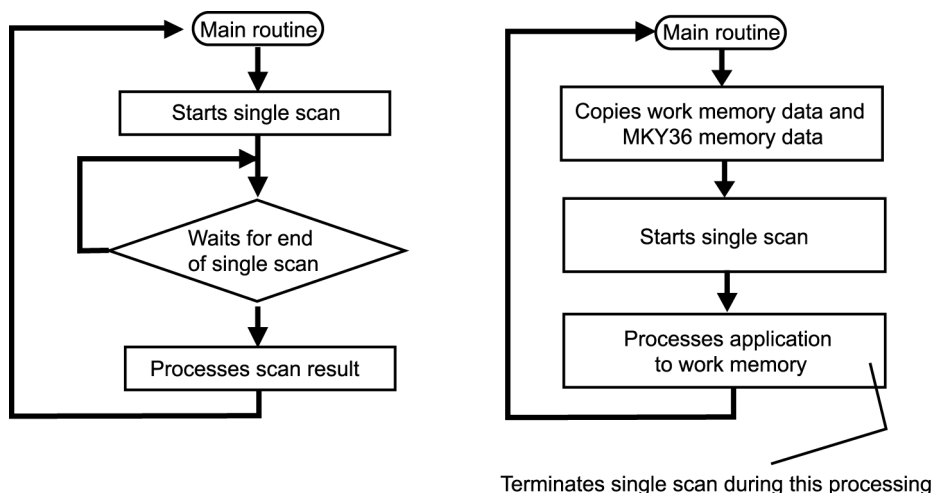 Main routine
Starts single scan
Waits for end
of single scan
Processes scan result
Main routine
Copies work memory data and
MKY36 memory data
Starts single scan
Processes application
to work memory
Terminates single scan during this processing